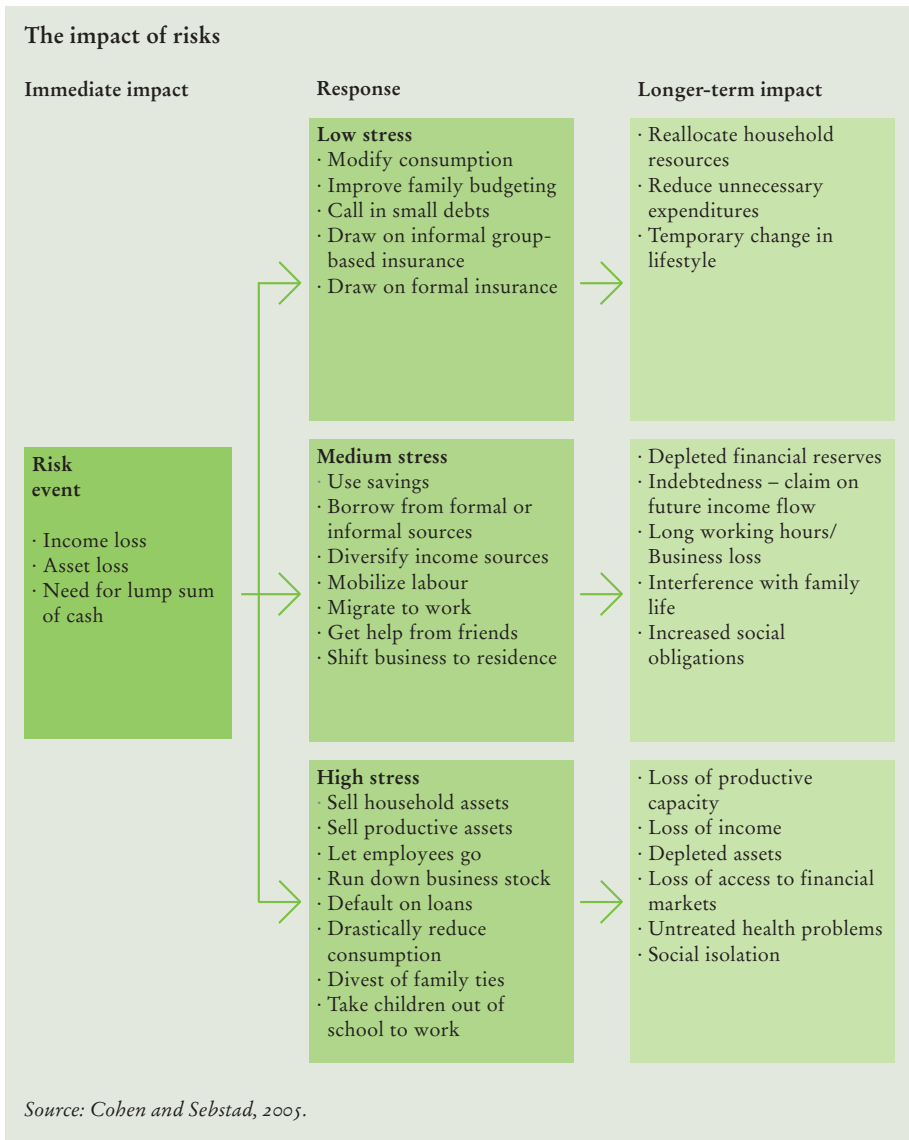 The impact of risks
Immediate impact
Response
Longer-term impact
Low stress
· Modify consumption
· Improve family budgeting
· Call in small debts
· Draw on informal group-
based insurance
· Draw on formal insurance
· Reallocate household
resources
· Reduce unnecessary
expenditures
· Temporary change in
lifestyle
Risk
event
· Income loss
· Asset loss
· Need for lump sum
of cash
Medium stress
· Use savings
· Borrow from formal or
informal sources
· Diversify income sources
· Mobilize labour
· Migrate to work
· Get help from friends
· Shift business to residence
· Depleted financial reserves
· Indebtedness – claim on
future income flow
· Long working hours/
Business loss
· Interference with family
life
· Increased social
obligations
High stress
· Sell household assets
· Sell productive assets
· Let employees go
· Run down business stock
· Default on loans
· Drastically reduce
consumption
· Divest of family ties
· Take children out of
school to work
· Loss of productive
capacity
· Loss of income
· Depleted assets
· Loss of access to financial
markets
· Untreated health problems
· Social isolation
Source: Cohen and Sebstad, 2005.